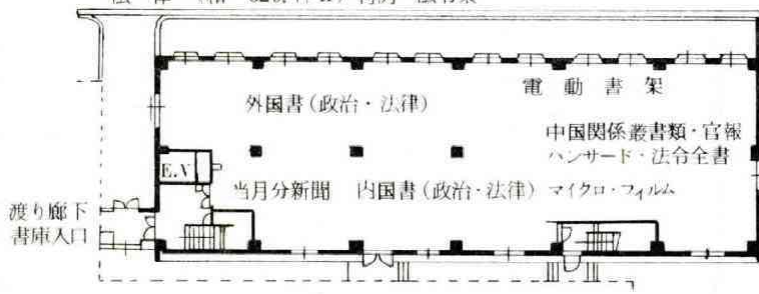 外国書(政治・法律)
電動書架
中国関係叢書類・官報
ハンサード・法令全書
E.V
当月分新聞 内国書(政治・法律) マイクロ・フィルム
渡り廊下
書庫入口